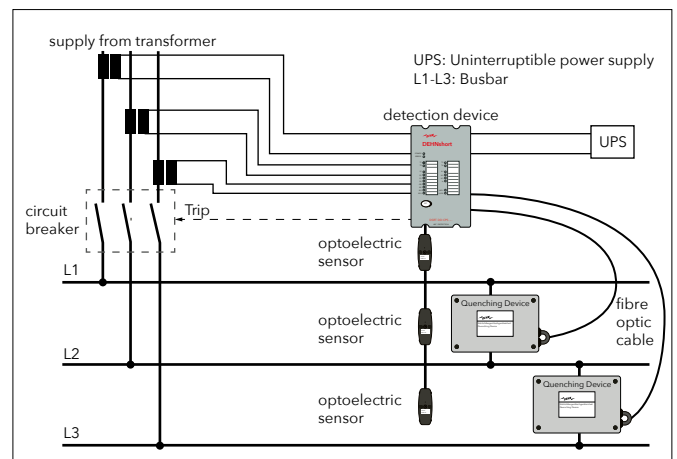 supply from transformer
UPS: Uninterruptible power supply
L1-L3: Busbar
detection device
DEHNshort
UPS
circuit
breaker
Trip
optoelectric
sensor
L1
Quenching Device
fibre
optic
cable
optoelectric
sensor
L2
Quenching Device
optoelectric
sensor
L3